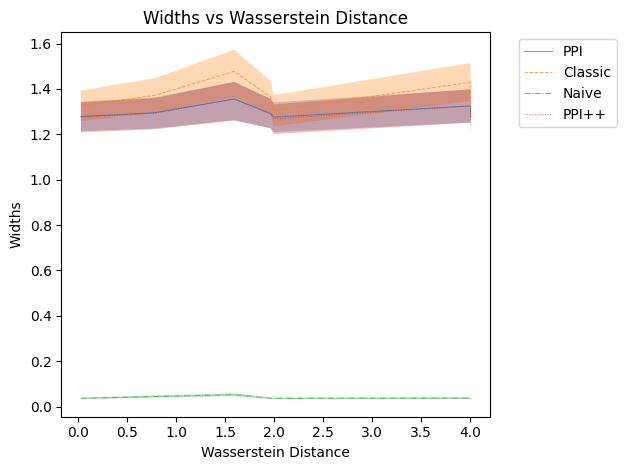 Widths vs Wasserstein Distance
Widths
1.6
1.4
1.2
1.0
0.8
0.6
0.4
0.2
0.0
0.0 0.5 1.0 1.5 2.0 2.5 3.0 3.5 4.0
Wasserstein Distance
PPI
Classic
Naive
PPI++